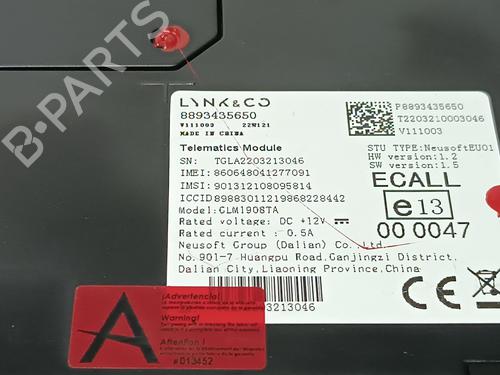 LYNK&CO
8893435650
V111003 22W121
MADE IN CHINA
P8893435650
T2203210003046
V111003
Telematics Module
SN: TGLA2203213046
IMEI: 860648041277091
IMSI: 901312108095814
ICCID 89883011219868228442
Model: CLM190STA
Rated voltage: DC +12V
Rated current : 0.5A
Neusoft Group (Dalian) Co., Ltd.
No.901-7 Huangpu Road,Ganjingzi District,
Dalian City,Liaoning Province,China
STU TYPE:NeusoftEU01
HW version:1.2
SW version:1.5
ECALL
e13
00 0047
CE
3213046
A
¡Advertencia!
Warning!
Attention !
#013452
B-PARTS